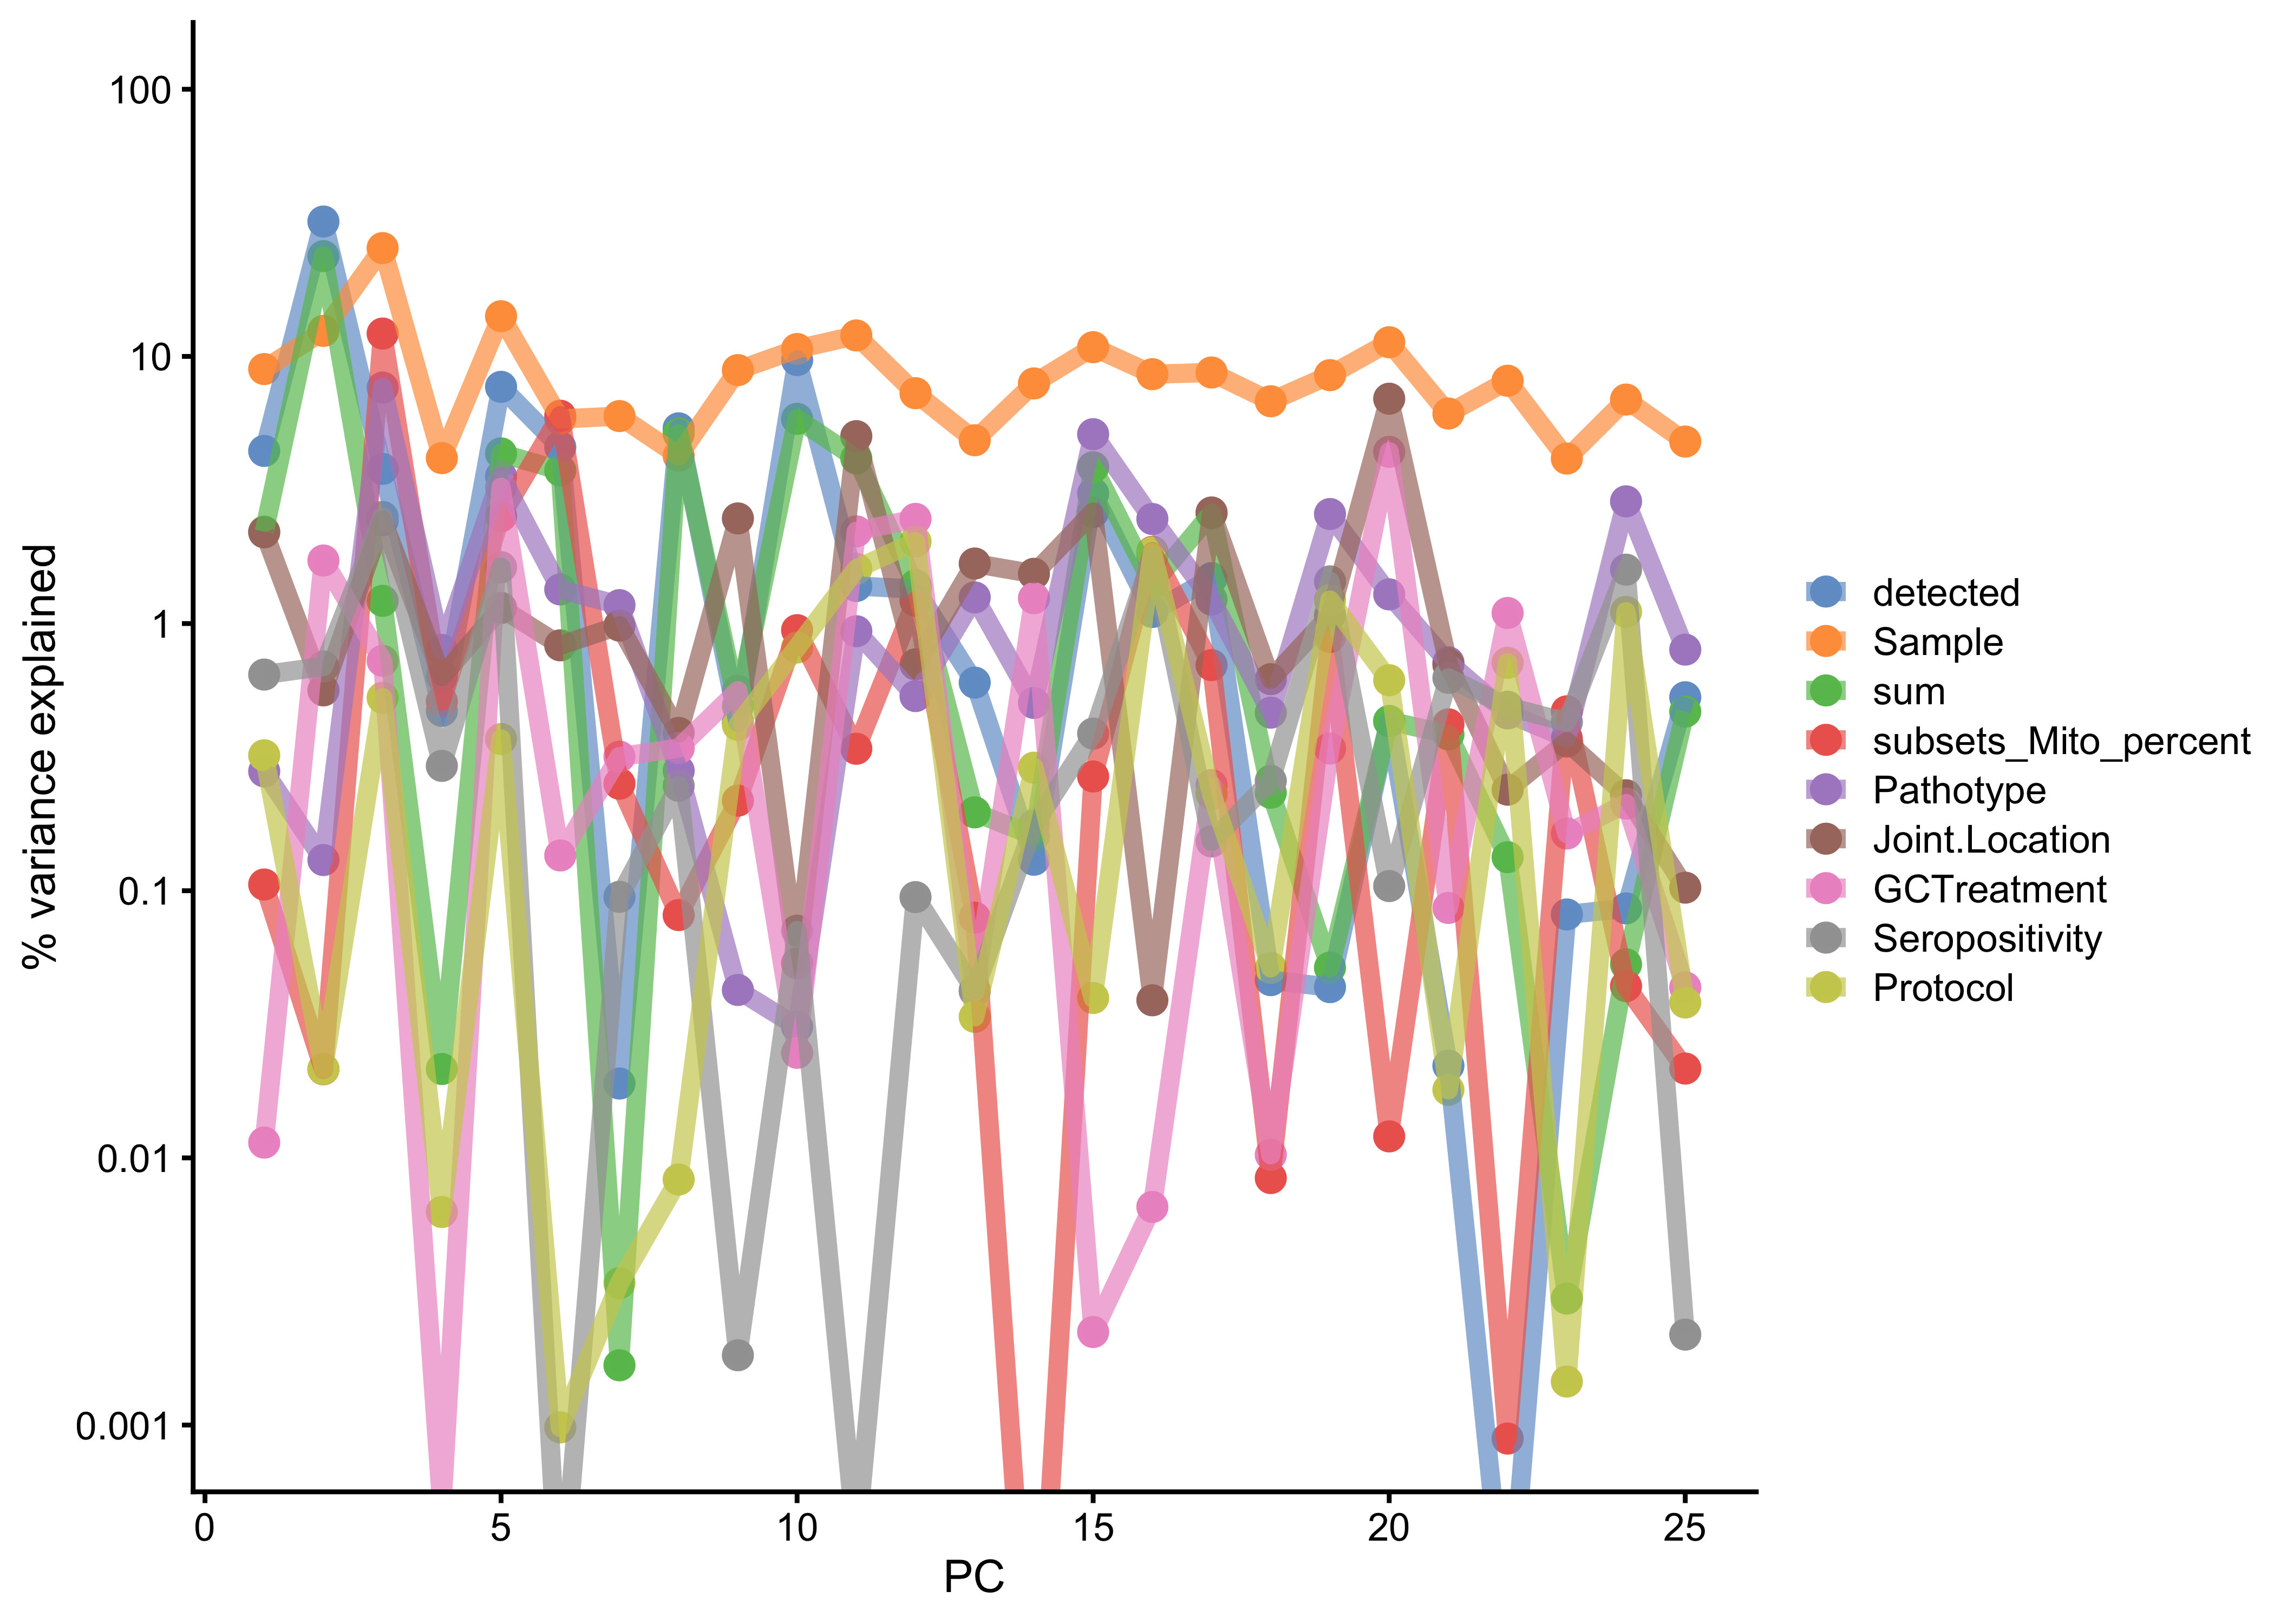 % variance explained
100
10
1
0.1
0.01
0.001
0 5 10 15 20 25
PC
detected
Sample
sum
subsets_Mito_percent
Pathotype
Joint.Location
GCTreatment
Seropositivity
Protocol